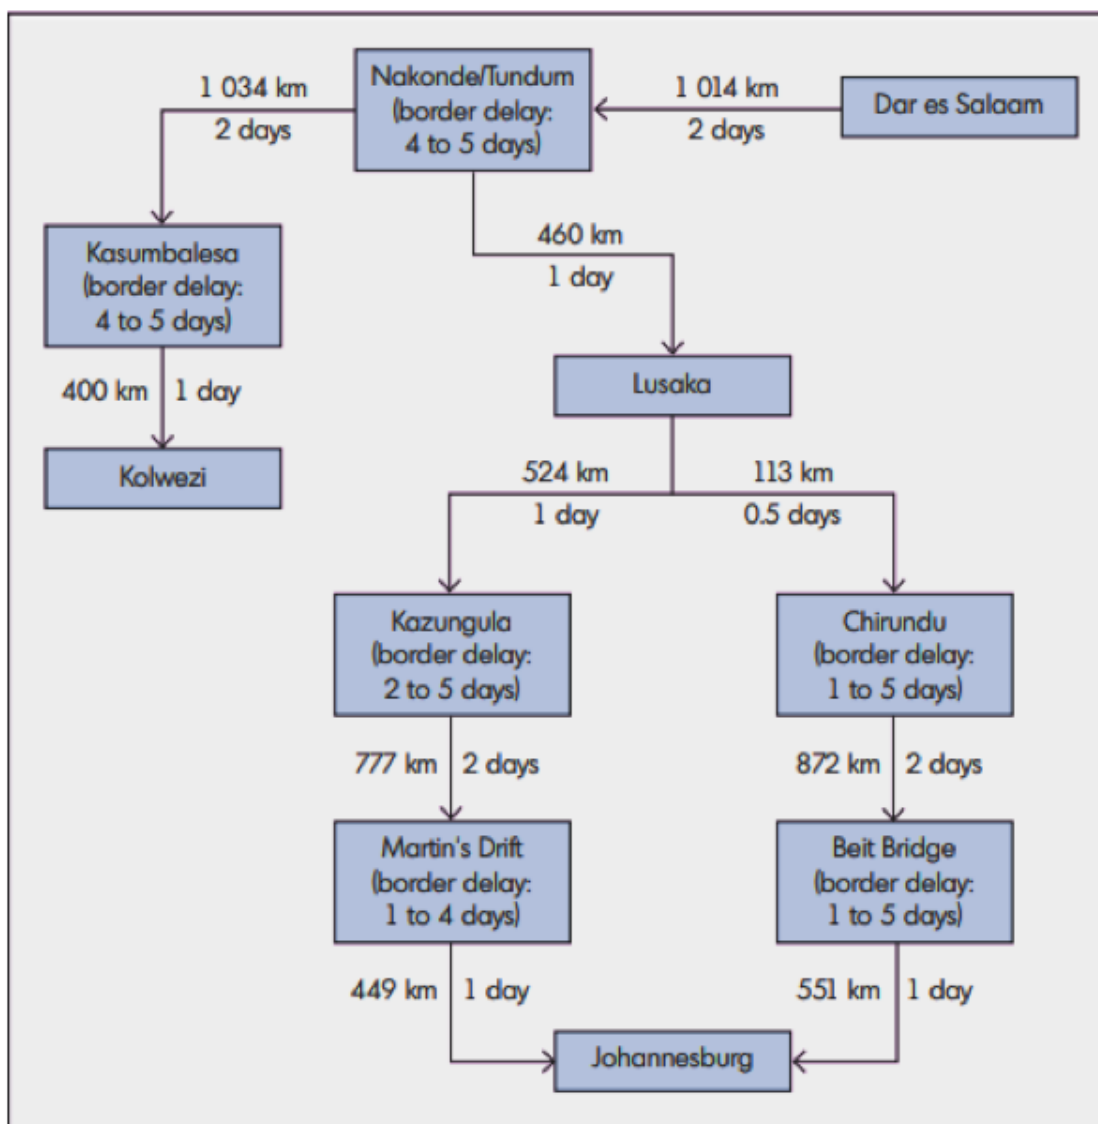 1 034 km
2 days
Nakonde/Tundum
(border delay:
4 to 5 days)
1 014 km
2 days
Dar es Salaam
Kasumbalesa
(border delay:
4 to 5 days)
460 km
1 day
400 km
1 day
Lusaka
Kolwezi
524 km
1 day
113 km
0.5 days
Kazungula
(border delay:
2 to 5 days)
Chirundu
(border delay:
1 to 5 days)
777 km
2 days
872 km
2 days
Martin's Drift
(border delay:
1 to 4 days)
Beit Bridge
(border delay:
1 to 5 days)
449 km
1 day
551 km
1 day
Johannesburg